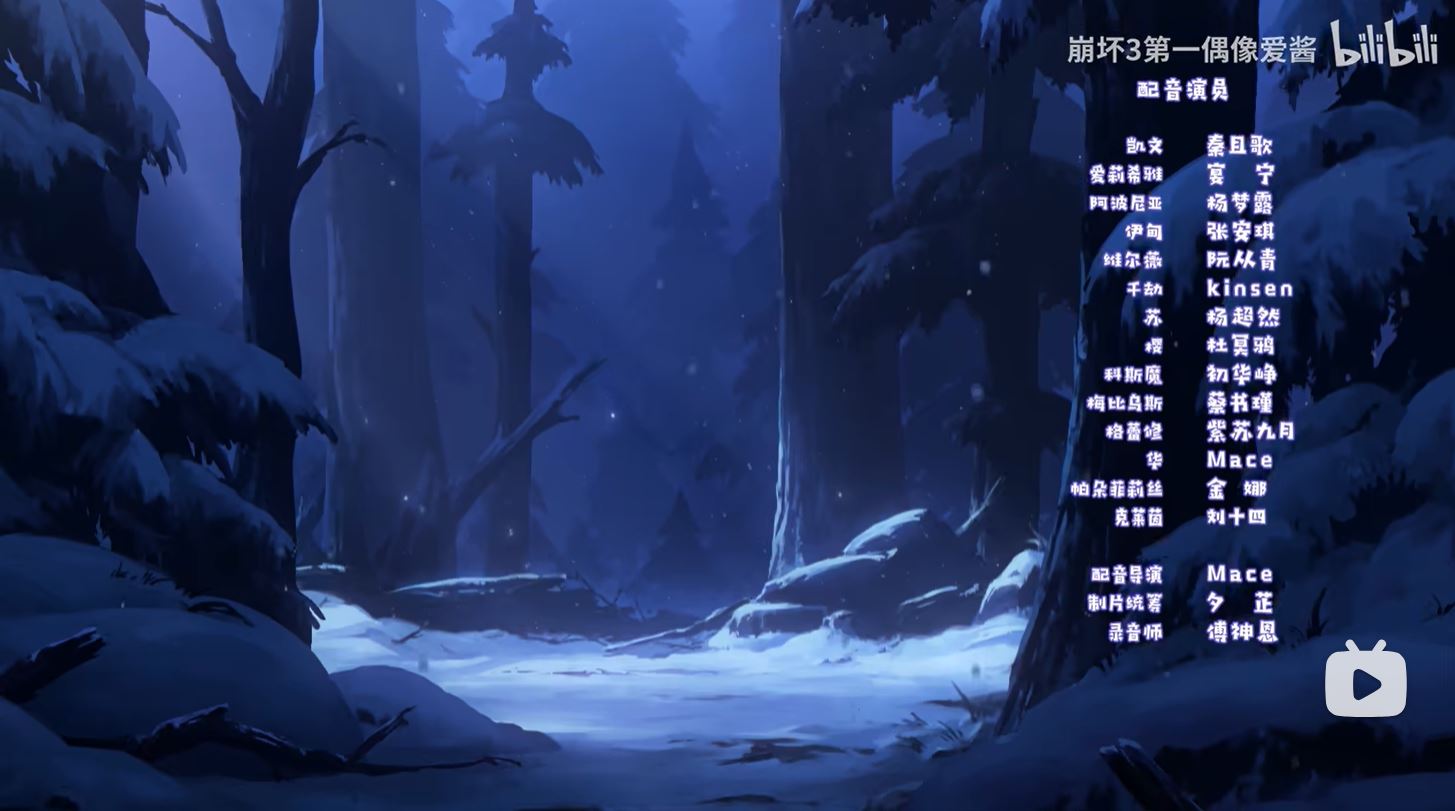 崩坏3第一偶像爱酱 bilibili
配音演员
凯文 秦且歌
爱莉希雅 宴 宁
阿波尼亚 杨梦露
伊甸 张安琪
维尔薇 阮从青
千劫 kinsen
苏 杨超然
樱 杜冥鸦
科斯魔 初华峥
梅比乌斯 蔡书瑾
格蕾修 紫苏九月
华 Mace
帕朵菲莉丝 金 娜
克莱茵 刘十四
配音导演 Mace
制片统筹 夕 芷
录音师 傅神恩